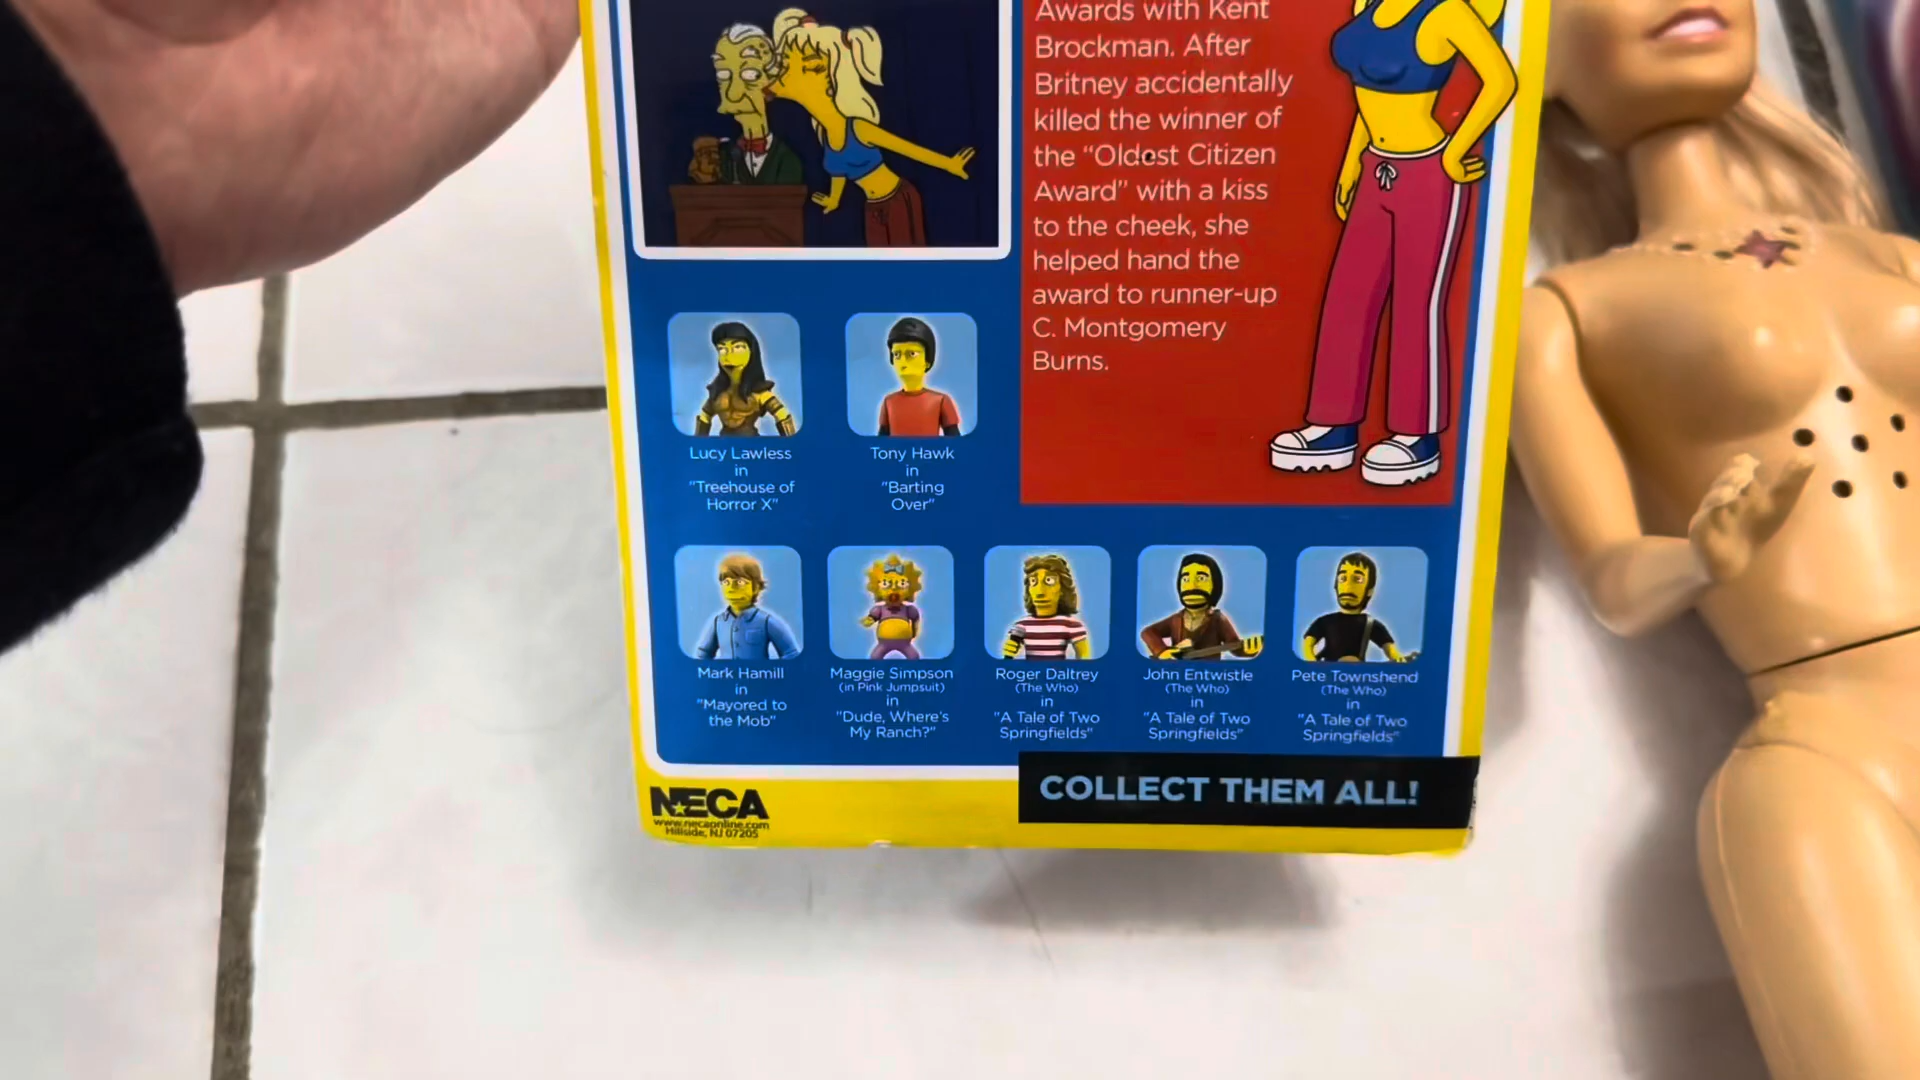 Awards with Kent
Brockman. After
Britney accidentally
killed the winner of
the “Oldest Citizen
Award” with a kiss
to the cheek, she
helped hand the
award to runner-up
C. Montgomery
Burns.
Lucy Lawless
in
"Treehouse of
Horror X"
Tony Hawk
in
"Barting
Over"
Mark Hamill
in
"Mayored to
the Mob"
Maggie Simpson
(in Pink Jumpsuit)
in
"Dude, Where's
My Ranch?"
Roger Daltrey
(The Who)
in
"A Tale of Two
Springfields"
John Entwistle
(The Who)
in
"A Tale of Two
Springfields"
Pete Townshend
(The Who)
in
"A Tale of Two
Springfields"
COLLECT THEM ALL!
NECA
www.necaonline.com
Hillside, NJ 07205